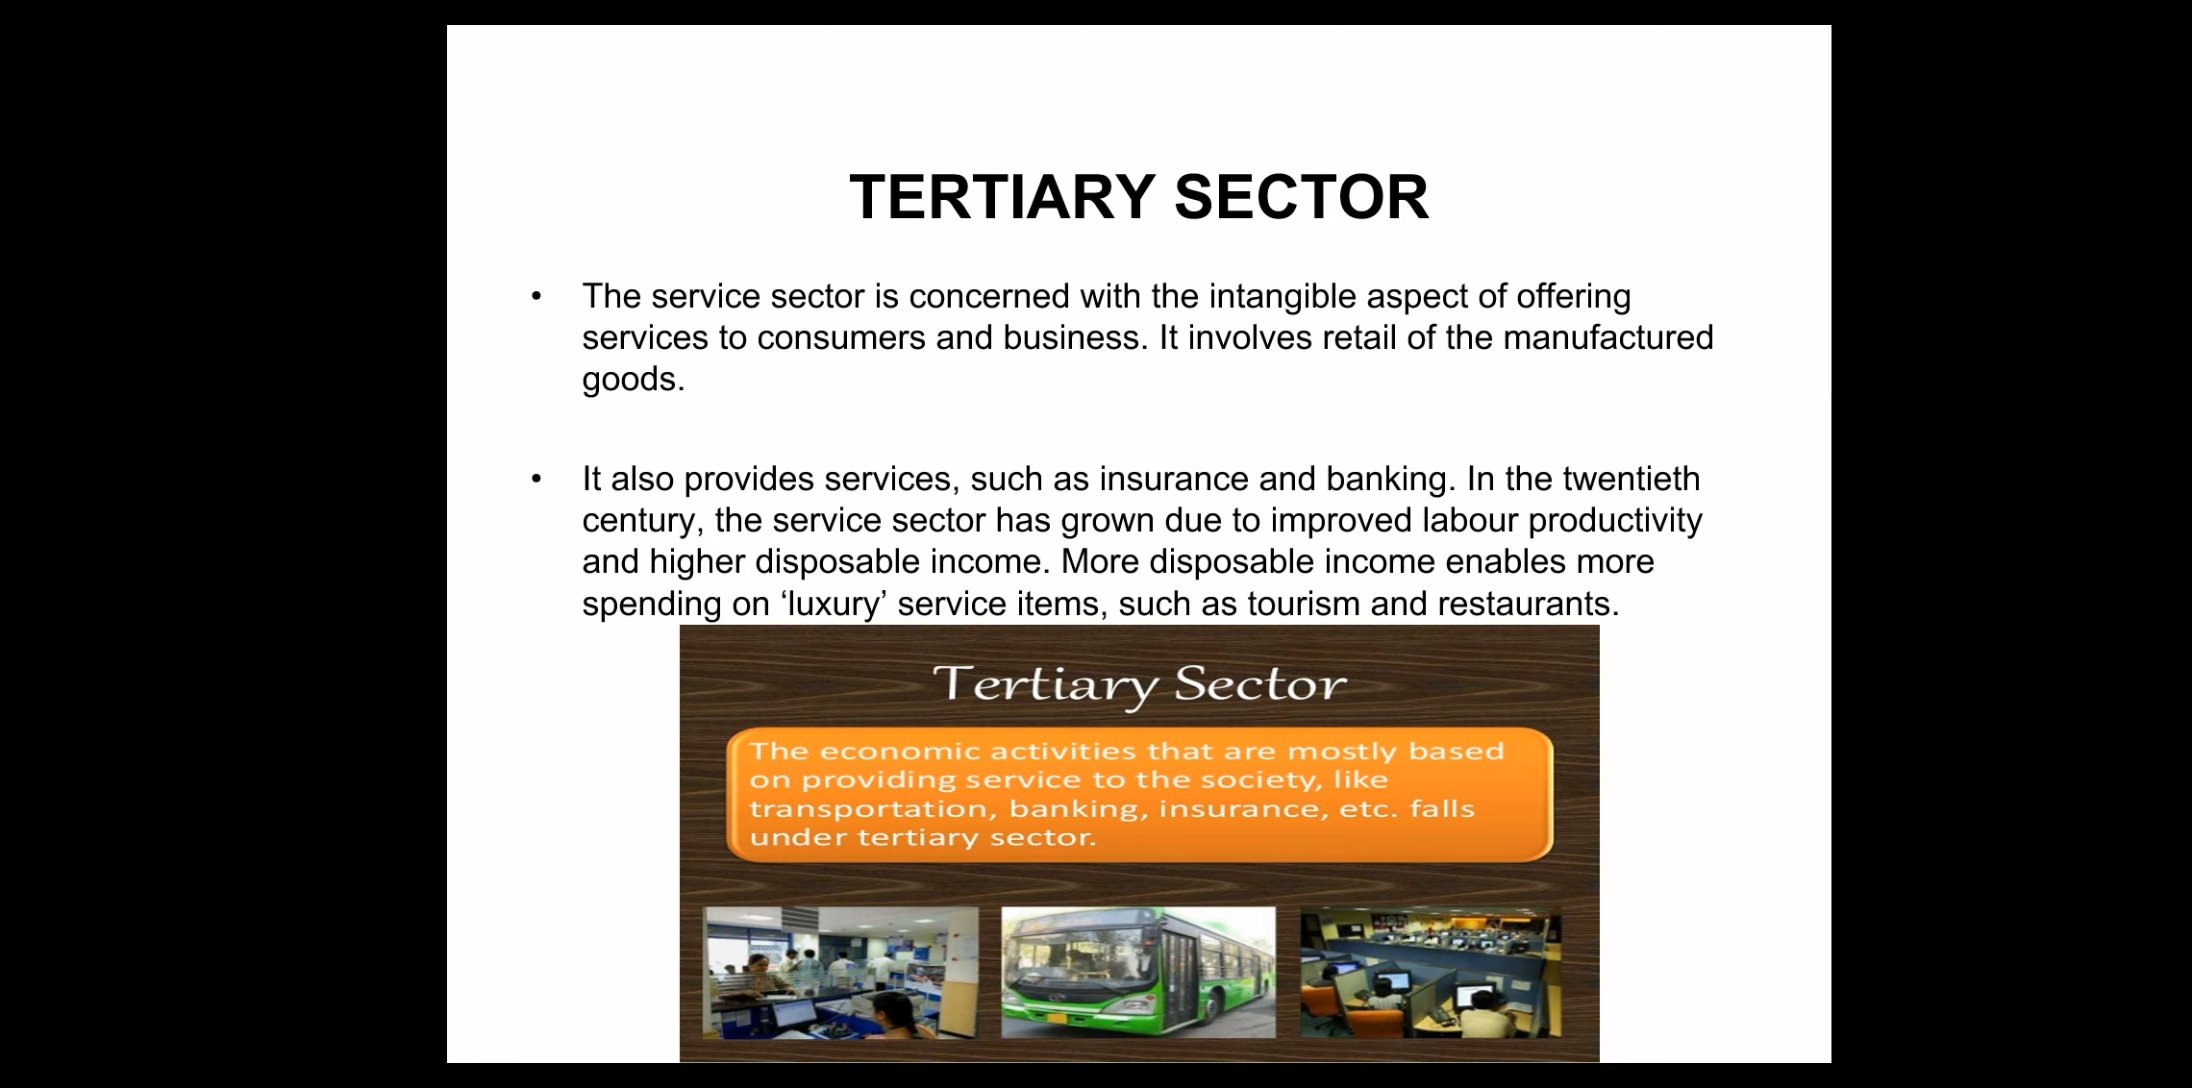 TERTIARY SECTOR
• The service sector is concerned with the intangible aspect of offering
services to consumers and business. It involves retail of the manufactured
goods.
• It also provides services, such as insurance and banking. In the twentieth
century, the service sector has grown due to improved labour productivity
and higher disposable income. More disposable income enables more
spending on ‘luxury’ service items, such as tourism and restaurants.
Tertiary Sector
The economic activities that are mostly based
on providing service to the society, like
transportation, banking, insurance, etc. falls
under tertiary sector.